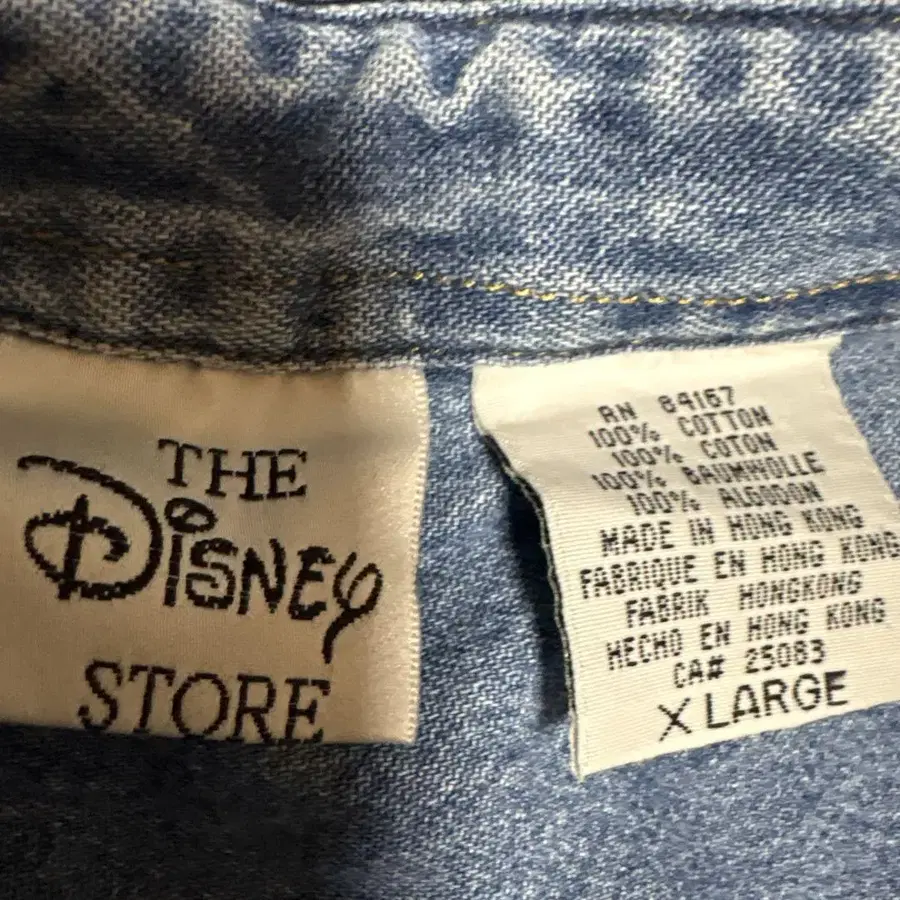 THE
DISNEY
STORE
RN 84167
100% COTTON
100% COTON
100% BAUMWOLLE
100% ALGODON
MADE IN HONG KONG
FABRIQUE EN HONG KONG
FABRIK HONGKONG
HECHO EN HONG KONG
CA# 25083
X LARGE